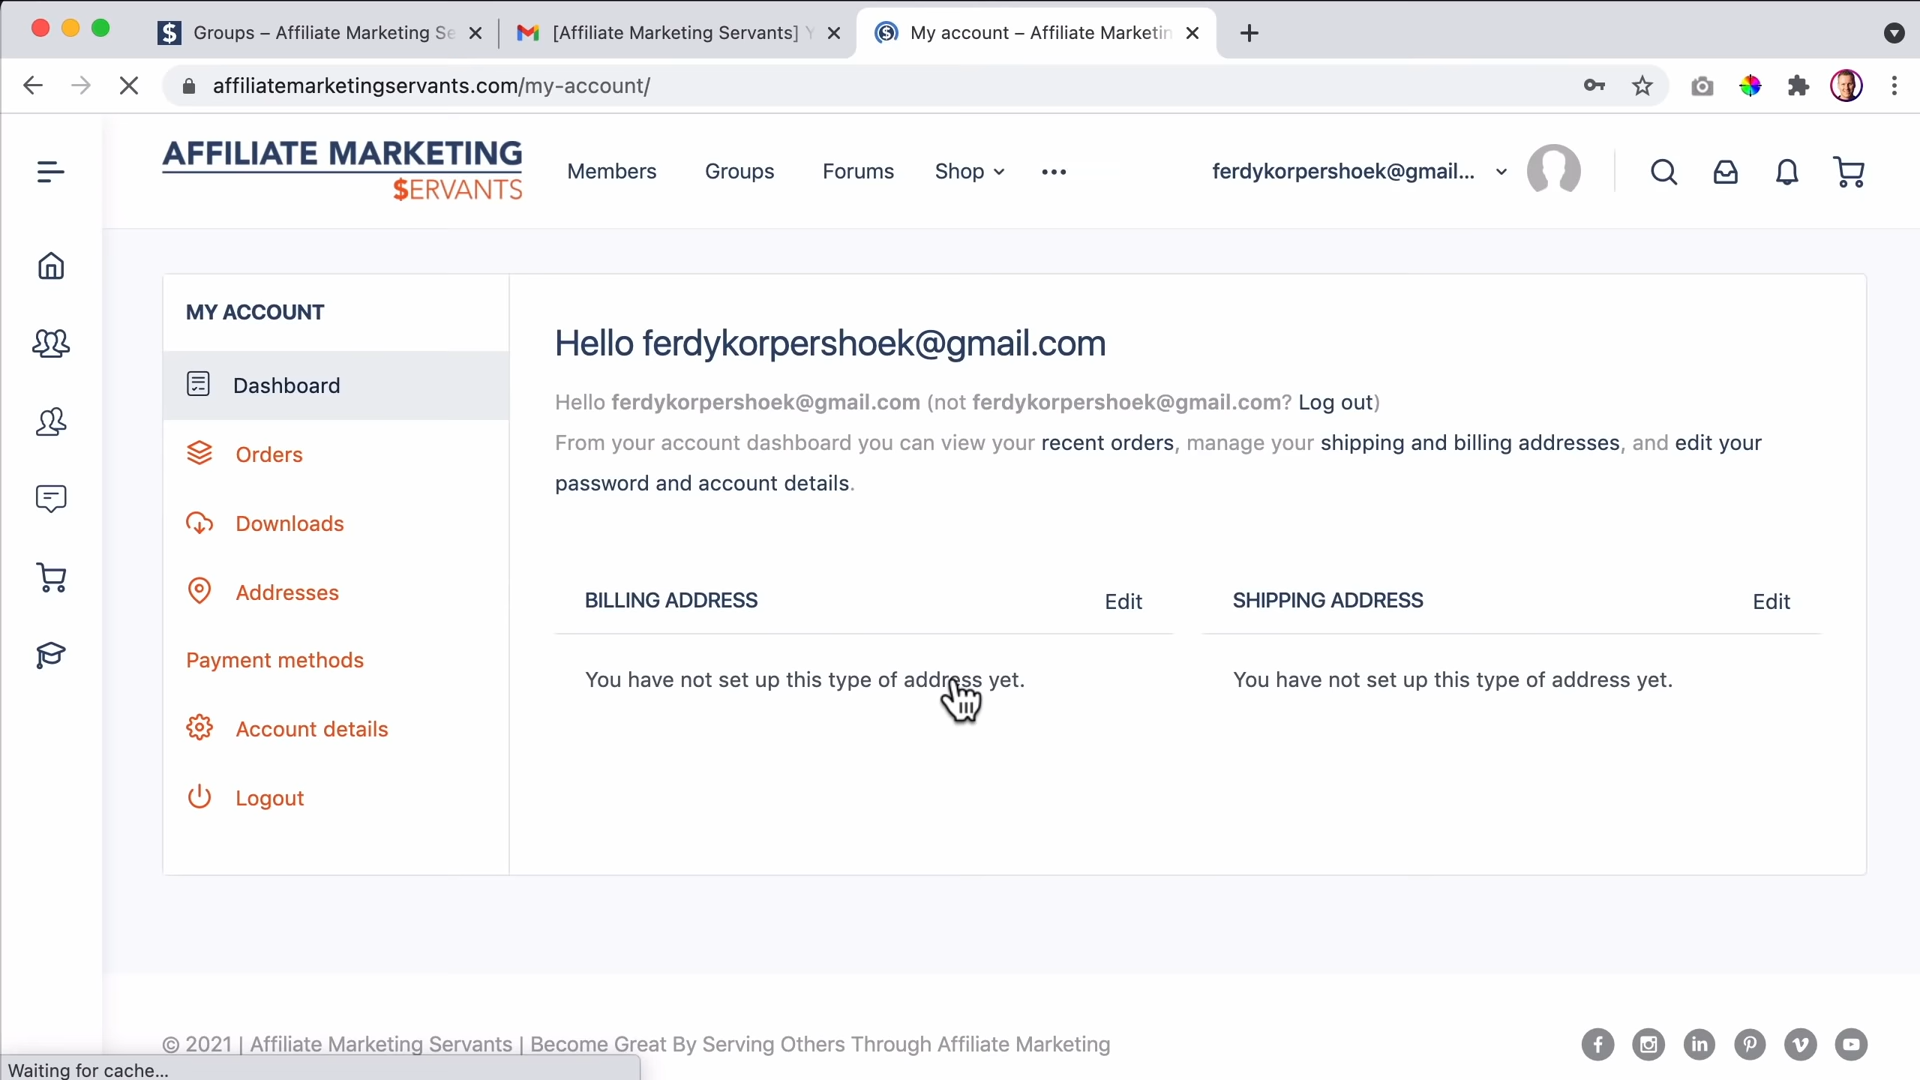 Groups – Affiliate Marketing Se
[Affiliate Marketing Servants] Y
My account – Affiliate Marketin
affiliatemarketingservants.com/my-account/
AFFILIATE MARKETING
$ERVANTS
Members
Groups
Forums
Shop
ferdykorpershoek@gmail...
MY ACCOUNT
Dashboard
Orders
Downloads
Addresses
Payment methods
Account details
Logout
Hello ferdykorpershoek@gmail.com
Hello ferdykorpershoek@gmail.com (not ferdykorpershoek@gmail.com? Log out)
From your account dashboard you can view your recent orders, manage your shipping and billing addresses, and edit your
password and account details.
BILLING ADDRESS
Edit
You have not set up this type of address yet.
SHIPPING ADDRESS
Edit
You have not set up this type of address yet.
© 2021 | Affiliate Marketing Servants | Become Great By Serving Others Through Affiliate Marketing
Waiting for cache...